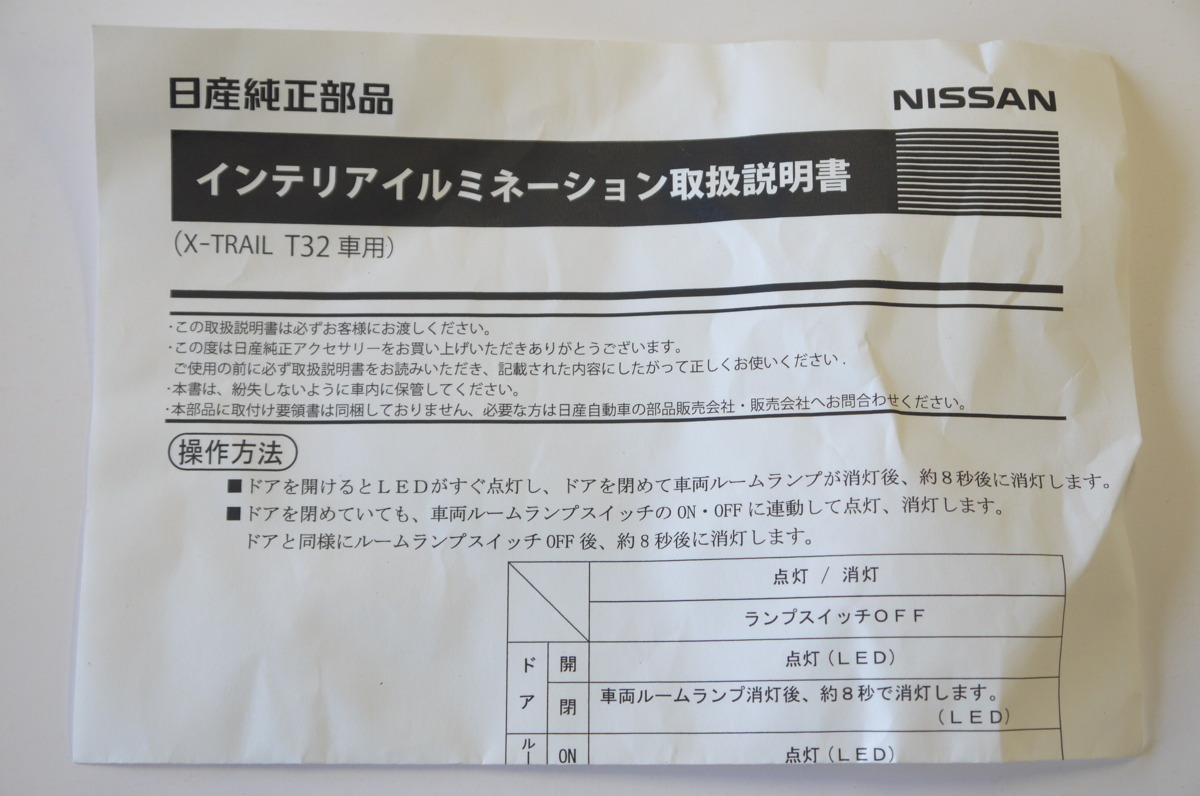 日産純正部品
NISSAN
インテリアイルミネーション取扱説明書
（X-TRAIL T32 車用）
・この取扱説明書は必ずお客様にお渡しください。
・この度は日産純正アクセサリーをお買い上げいただきありがとうございます。
ご使用の前に必ず取扱説明書をお読みいただき、記載された内容にしたがって正しくお使いください.
・本書は、紛失しないように車内に保管してください。
・本部品に取付け要領書は同梱しておりません、必要な方は日産自動車の部品販売会社・販売会社へお問合わせください。
操作方法
■ドアを開けるとＬＥＤがすぐ点灯し、ドアを閉めて車両ルームランプが消灯後、約８秒後に消灯します。
■ドアを閉めていても、車両ルームランプスイッチのON・OFFに連動して点灯、消灯します。
ドアと同様にルームランプスイッチOFF後、約８秒後に消灯します。
点灯 / 消灯
ランプスイッチＯＦＦ
ドア 開 点灯（ＬＥＤ）
閉 車両ルームランプ消灯後、約８秒で消灯します。
（ＬＥＤ）
ルー ON 点灯（ＬＥＤ）